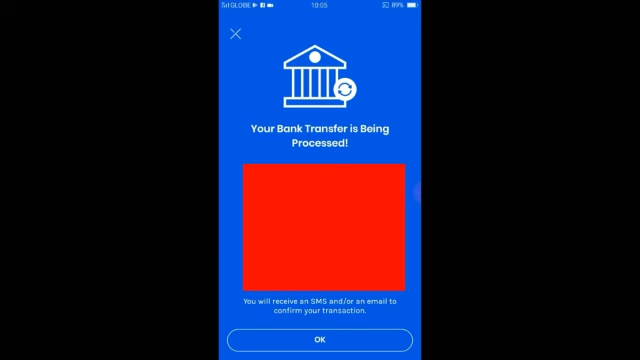 GLOBE
10:05
89%
Your Bank Transfer is Being
Processed!
You will receive an SMS and/or an email to
confirm your transaction.
OK